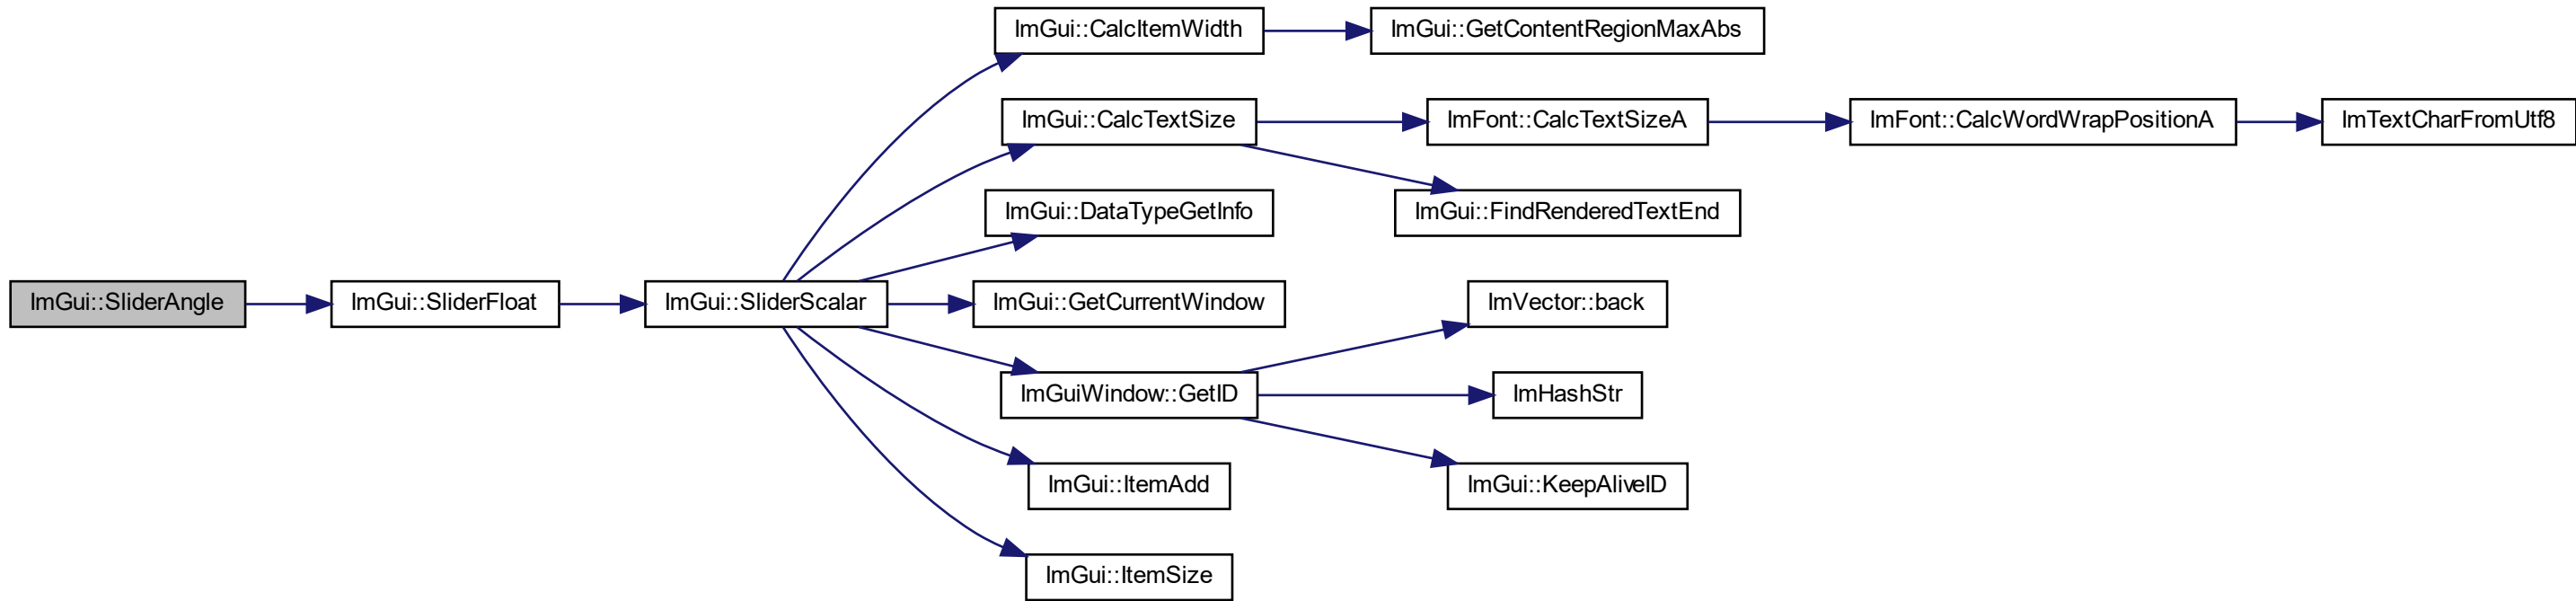 ImGui::CalcItemWidth
ImGui::GetContentRegionMaxAbs
ImGui::CalcTextSize
ImFont::CalcTextSizeA
ImFont::CalcWordWrapPositionA
ImTextCharFromUtf8
ImGui::DataTypeGetInfo
ImGui::FindRenderedTextEnd
ImGui::SliderAngle
ImGui::SliderFloat
ImGui::SliderScalar
ImGui::GetCurrentWindow
ImVector::back
ImGuiWindow::GetID
ImHashStr
ImGui::ItemAdd
ImGui::KeepAliveID
ImGui::ItemSize